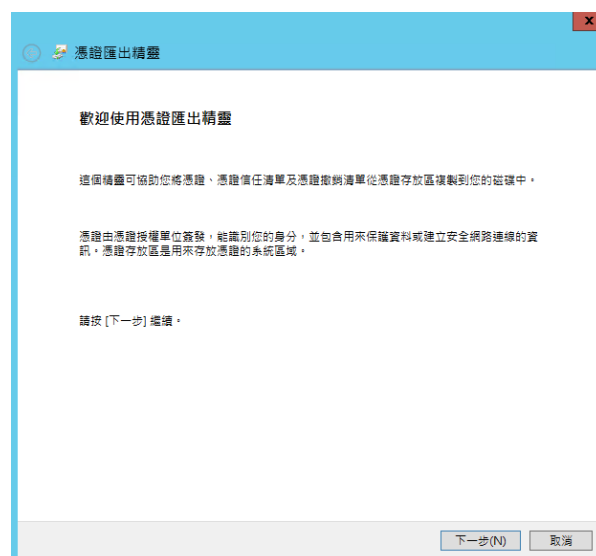 憑證匯出精靈
歡迎使用憑證匯出精靈
這個精靈可協助您將憑證、憑證信任清單及憑證撤銷清單從憑證存放區複製到您的磁碟中。
憑證由憑證授權單位簽發，能識別您的身分，並包含用來保護資料或建立安全網路連線的資
訊。憑證存放區是用來存放憑證的系統區域。
請按 [下一步] 繼續。
下一步(N) 取消